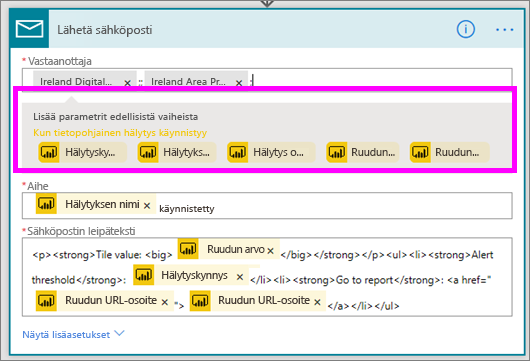 Lähetä sähköposti
*Vastaanottaja
Ireland Digital... × ; Ireland Area Pr... × ;
Lisää parametrit edellisistä vaiheista
Kun tietopohjainen hälytys käynnistyy
Hälytysky... Hälytyks... Hälytys o... Ruudun... Ruudun...
*Aihe
Hälytyksen nimi × käynnistetty
*Sähköpostin leipäteksti
<p><strong>Tile value: <big> Ruudun arvo × </big></strong></p><ul><li><strong>Alert
threshold</strong>: Hälytyskynnys × </li><li><strong>Go to report</strong>: <a href="
Ruudun URL-osoite × "> Ruudun URL-osoite × </a></li></ul>
Näytä lisäasetukset